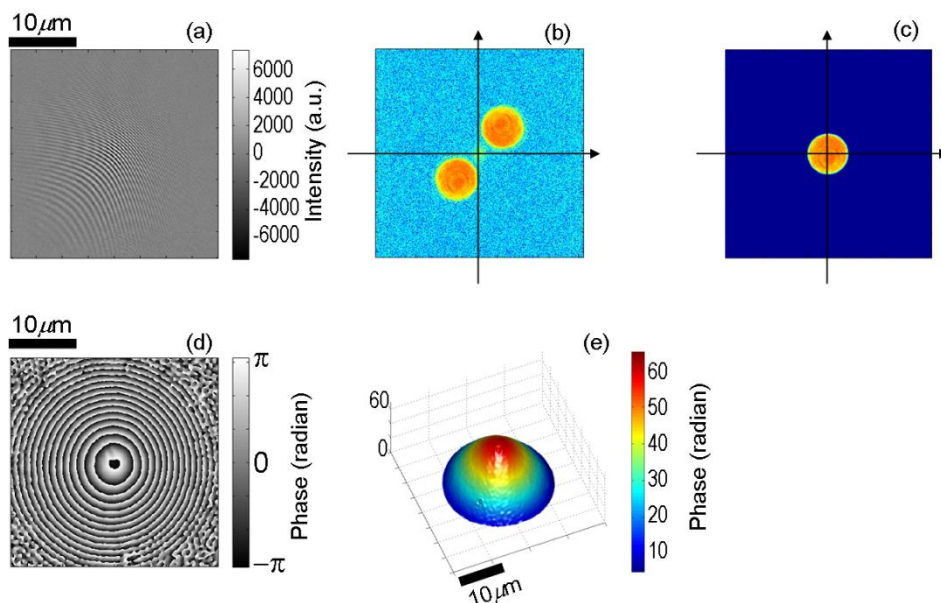 10μm
(a)
6000
4000
2000
0
-2000
-4000
-6000
Intensity (a.u.)
(b)
(c)
10μm
(d)
π
0
−π
Phase (radian)
(e)
60
0
10μm
60
50
40
30
20
10
Phase (radian)